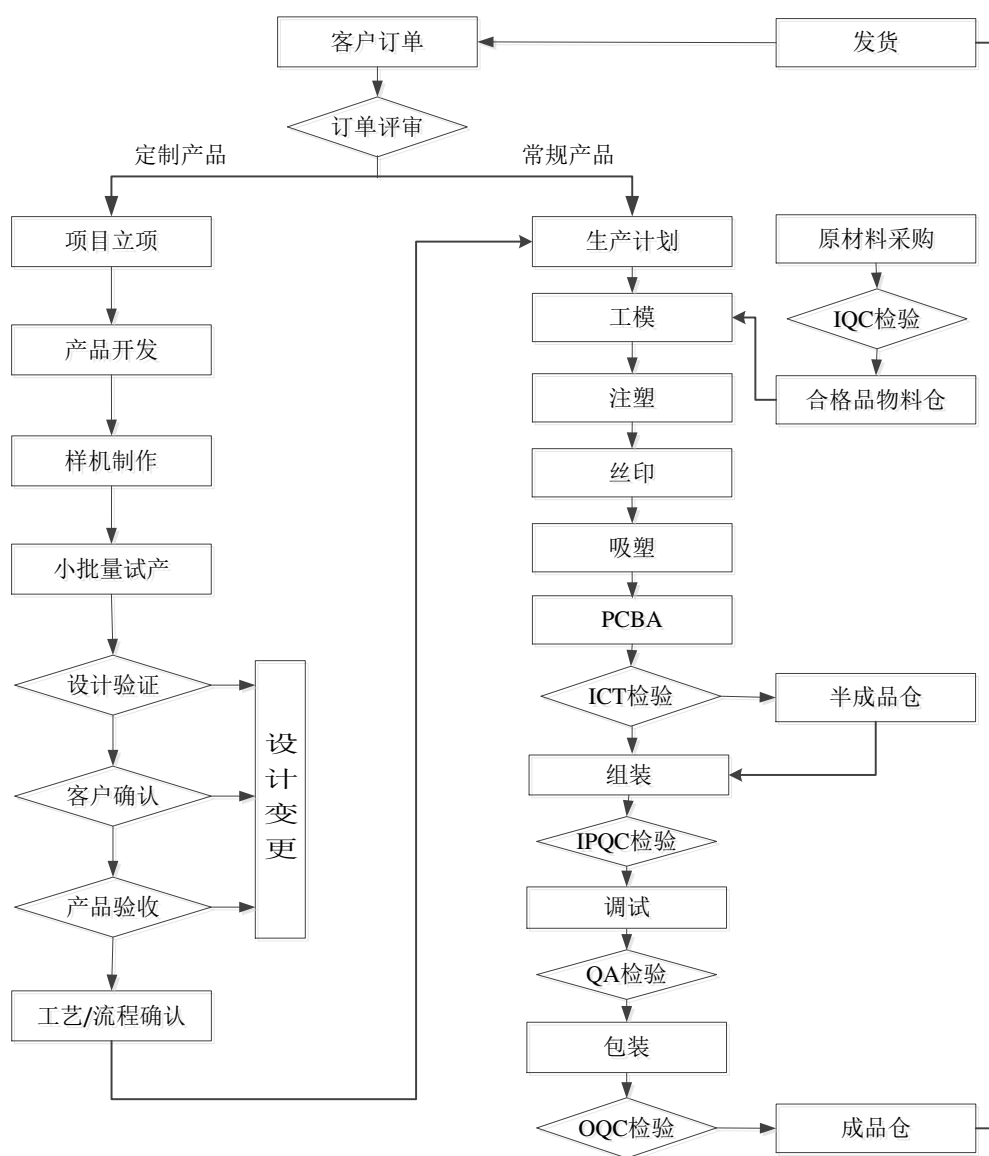 客户订单
发货
订单评审
定制产品
常规产品
项目立项
生产计划
原材料采购
工模
IQC检验
产品开发
注塑
合格品物料仓
样机制作
丝印
吸塑
小批量试产
PCBA
设计验证
ICT检验
半成品仓
设计变更
组装
客户确认
IPQC检验
产品验收
调试
QA检验
工艺/流程确认
包装
OQC检验
成品仓